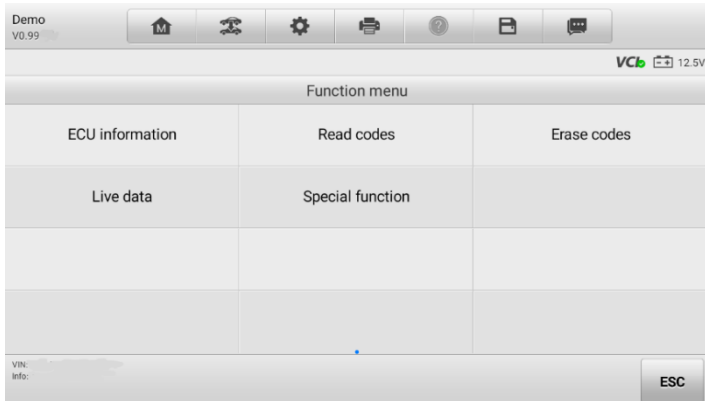 Demo
V0.99
M
VCI 12.5V
Function menu
ECU information Read codes Erase codes
Live data Special function
VIN:
Info:
ESC